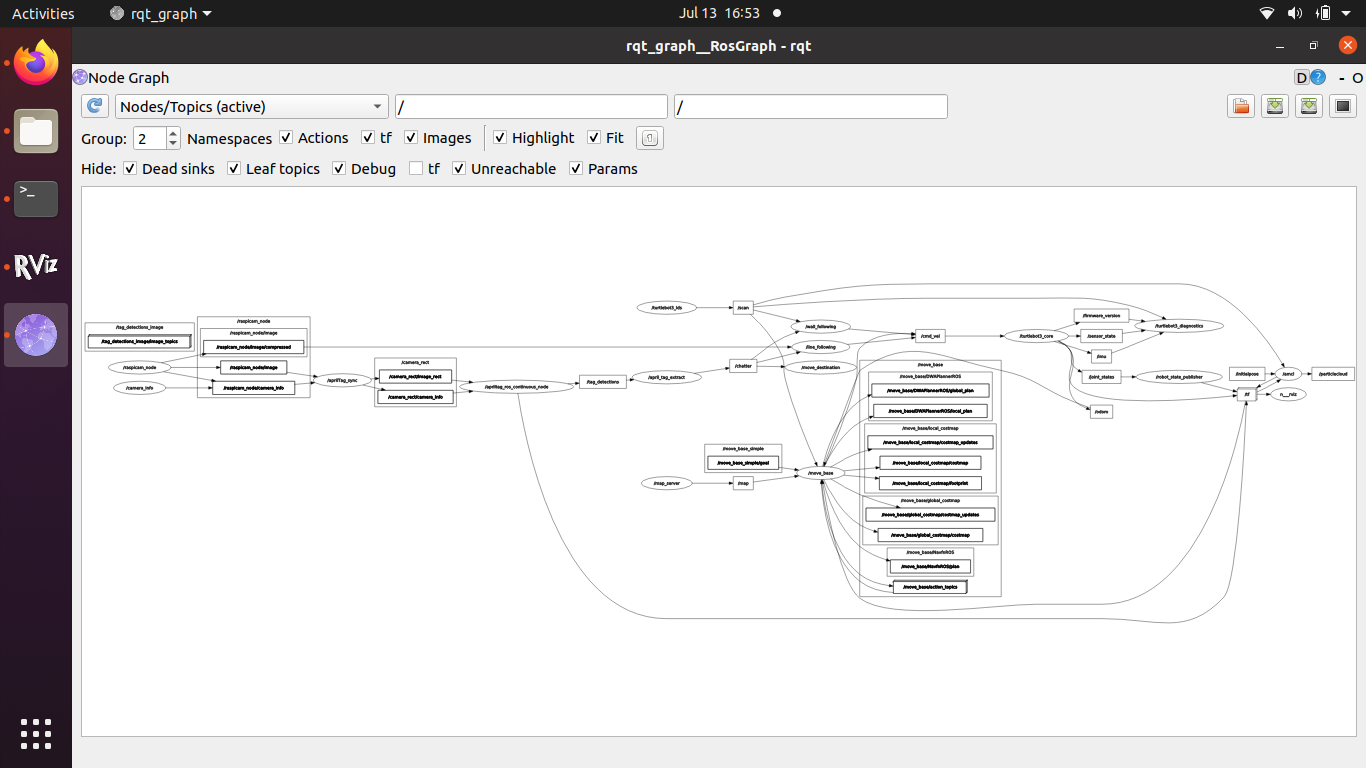 Activities
rqt_graph
Jul 13 16:53
rqt_graph__RosGraph - rqt
Node Graph
D
- O
Nodes/Topics (active)
/
/
Group: 2 Namespaces Actions tf Images Highlight Fit
Hide: Dead sinks Leaf topics Debug tf Unreachable Params
>_
RViz
/tag_detections_image
/tag_detections_image/image_topics
/raspicam_node
/raspicam_node/image
/raspicam_node/image/compressed
/raspicam_node
/raspicam_node/image
/camera_info
/raspicam_node/camera_info
/aprilTag_sync
/camera_rect
/camera_rect/image_rect
/camera_rect/camera_info
/apriltag_ros_continuous_node
/tag_detections
/april_tag_extract
/turtlebot3_lds
/scan
/chatter
/wall_following
/line_following
/move_destination
/cmd_vel
/turtlebot3_core
/firmware_version
/sensor_state
/imu
/turtlebot3_diagnostics
/joint_states
/robot_state_publisher
/odom
/initialpose
/amcl
/particlecloud
/tf
n__rviz
/move_base_simple
/move_base_simple/goal
/map_server
/map
/move_base
/move_base
/move_base/DWAPlannerROS
/move_base/DWAPlannerROS/global_plan
/move_base/DWAPlannerROS/local_plan
/move_base/local_costmap
/move_base/local_costmap/costmap_updates
/move_base/local_costmap/costmap
/move_base/local_costmap/footprint
/move_base/global_costmap
/move_base/global_costmap/costmap_updates
/move_base/global_costmap/costmap
/move_base/NavfnROS
/move_base/NavfnROS/plan
/move_base/action_topics